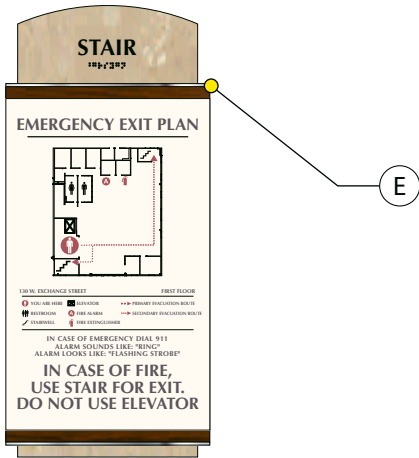 STAIR
EMERGENCY EXIT PLAN
A
130 W. EXCHANGE STREET FIRST FLOOR
YOU ARE HERE ELEVATOR PRIMARY EVACUATION ROUTE
RESTROOM A FIRE ALARM SECONDARY EVACUATION ROUTE
STAIRWELL FIRE EXTINGUISHER
IN CASE OF EMERGENCY DIAL 911
ALARM SOUNDS LIKE: "RING"
ALARM LOOKS LIKE: "FLASHING STROBE"
IN CASE OF FIRE,
USE STAIR FOR EXIT.
DO NOT USE ELEVATOR
E